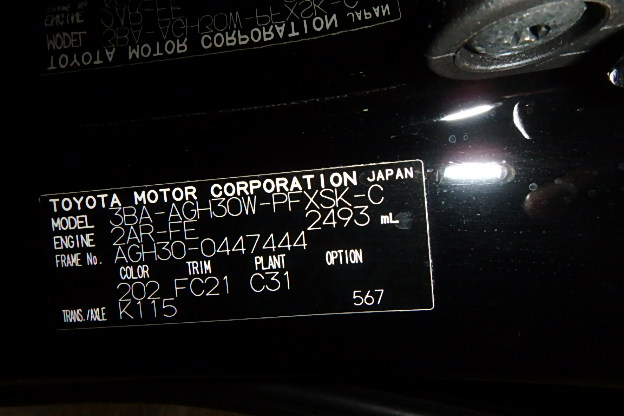 TOYOTA MOTOR CORPORATION JAPAN
MODEL 3BA-AGH30W-PFXSK-C
ENGINE 2AR-FE 2493 mL
FRAME No. AGH30-0447444
COLOR TRIM PLANT OPTION
202 FC21 C31
TRANS./AXLE K115 567